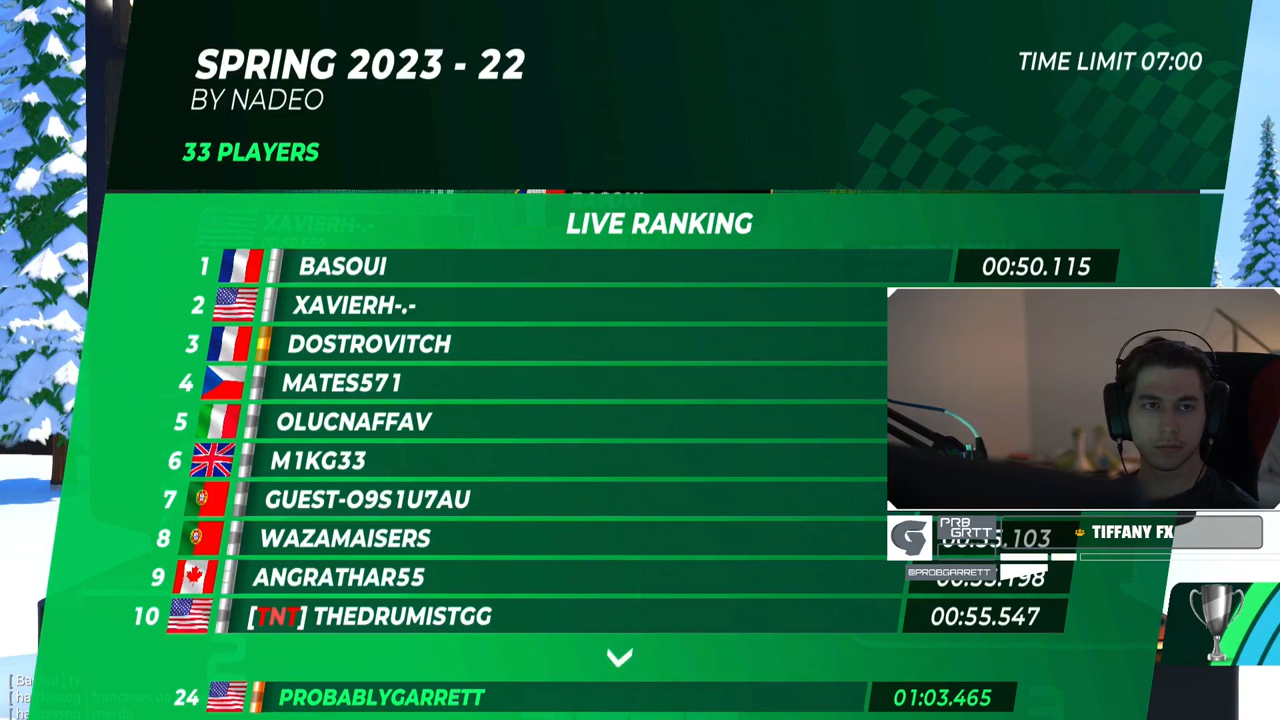 SPRING 2023 - 22
BY NADEO
TIME LIMIT 07:00
33 PLAYERS
LIVE RANKING
1 BASOUI 00:50.115
2 XAVIERH-.-
3 DOSTROVITCH
4 MATES571
5 OLUCNAFFAV
6 M1KG33
7 GUEST-O9S1U7AU
8 WAZAMAISERS
9 ANGRATHAR55
10 [TNT] THEDRUMISTGG 00:55.547
24 PROBABLYGARRETT 01:03.465
PRB
GRTT
TIFFANY FX
@PROBGARRETT